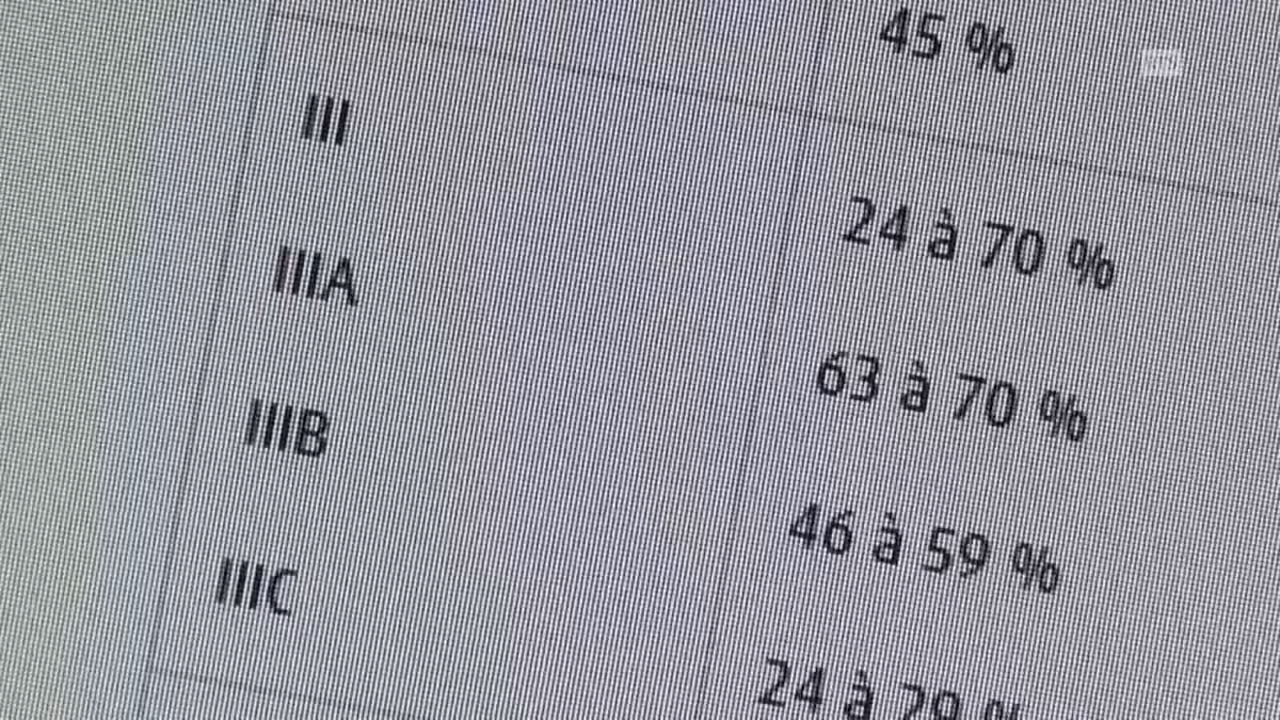 45 %
III
24 à 70 %
IIIA
63 à 70 %
IIIB
46 à 59 %
IIIC
24 à 29 %